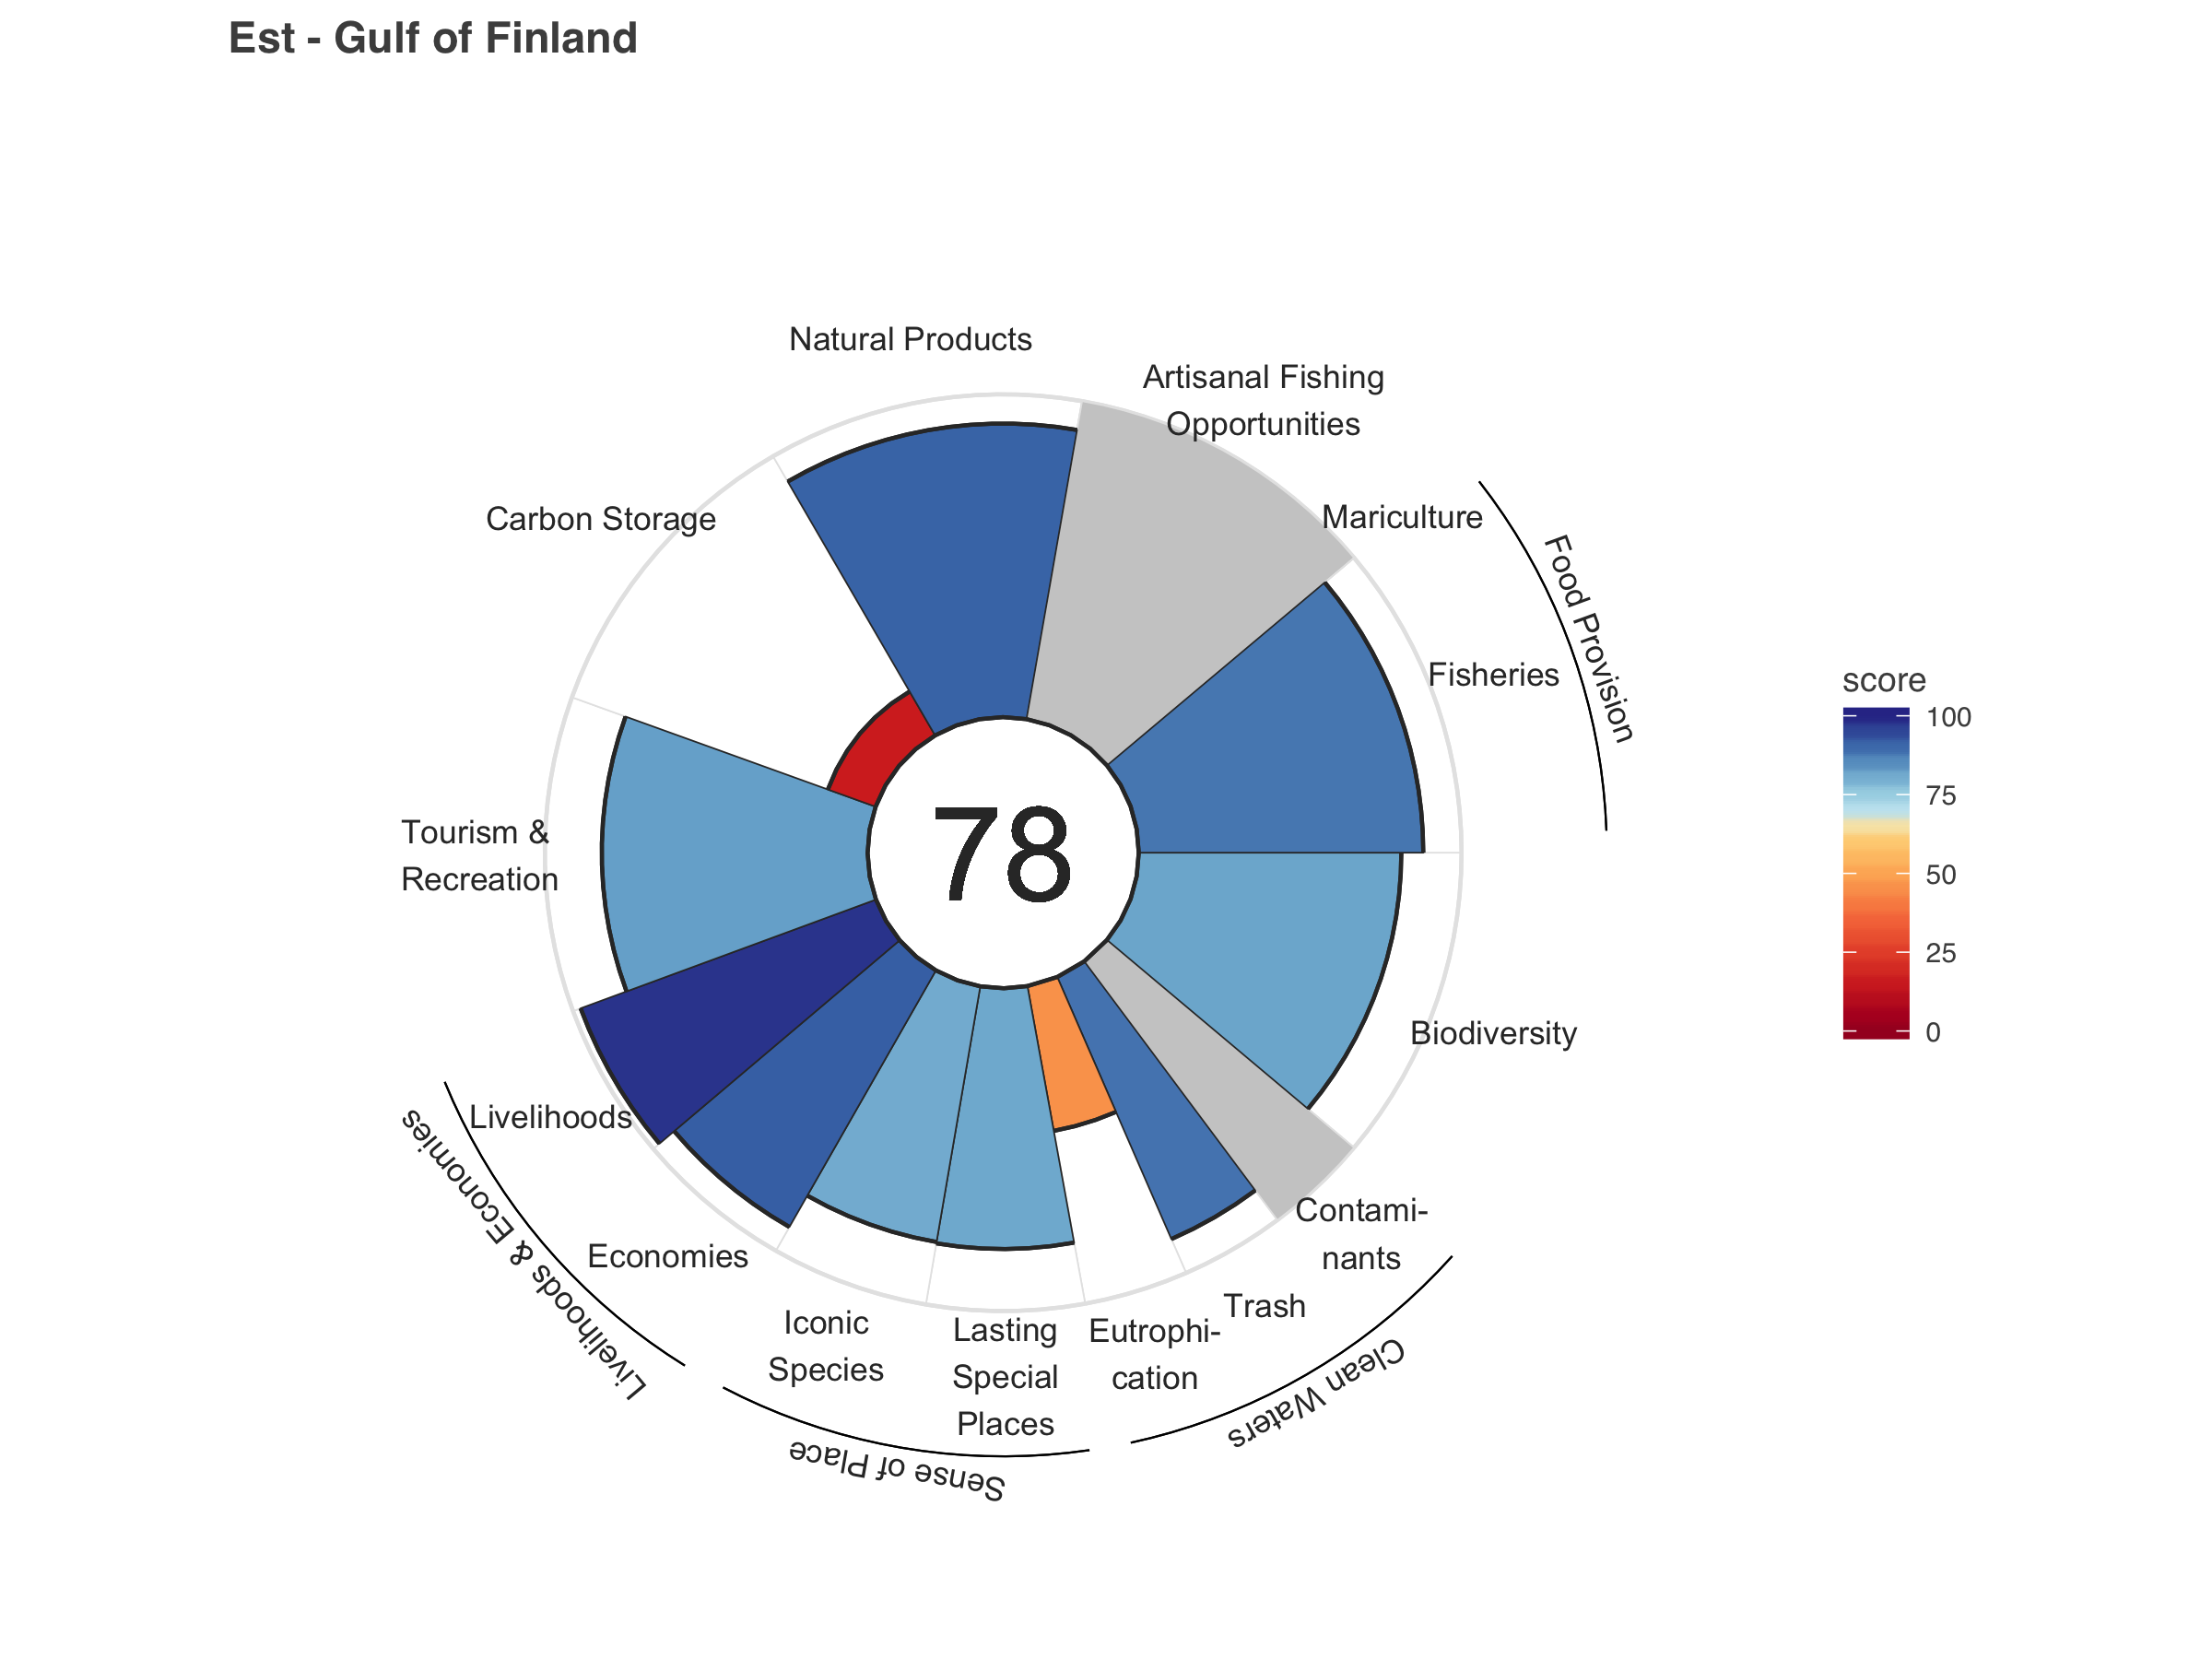 Est - Gulf of Finland
Natural Products
Artisanal Fishing
Opportunities
Carbon Storage
Mariculture
Food Provision
Fisheries
score
100
75
50
25
0
78
Tourism &
Recreation
Biodiversity
Livelihoods
Livelihoods & Economies
Economies
Contami-
nants
Trash
Clean Waters
Iconic
Species
Lasting
Special
Places
Eutrophi-
cation
Sense of Place